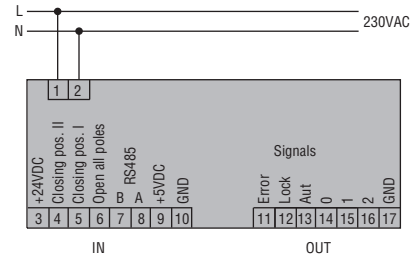 L
N
230VAC
1 2
+24VDC
Closing pos. II
Closing pos. I
Open all poles
RS485
B
A
+5VDC
GND
Signals
Error
Lock
Aut
0
1
2
GND
3 4 5 6 7 8 9 10
11 12 13 14 15 16 17
IN
OUT